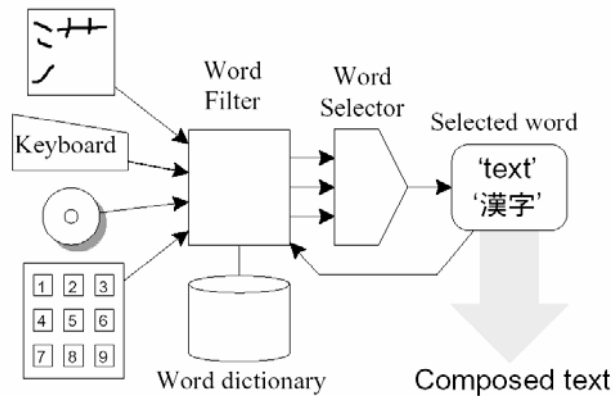 Word
Filter
Word
Selector
Selected word
Keyboard
'text'
'漢字'
1 2 3
4 5 6
7 8 9
Word dictionary
Composed text